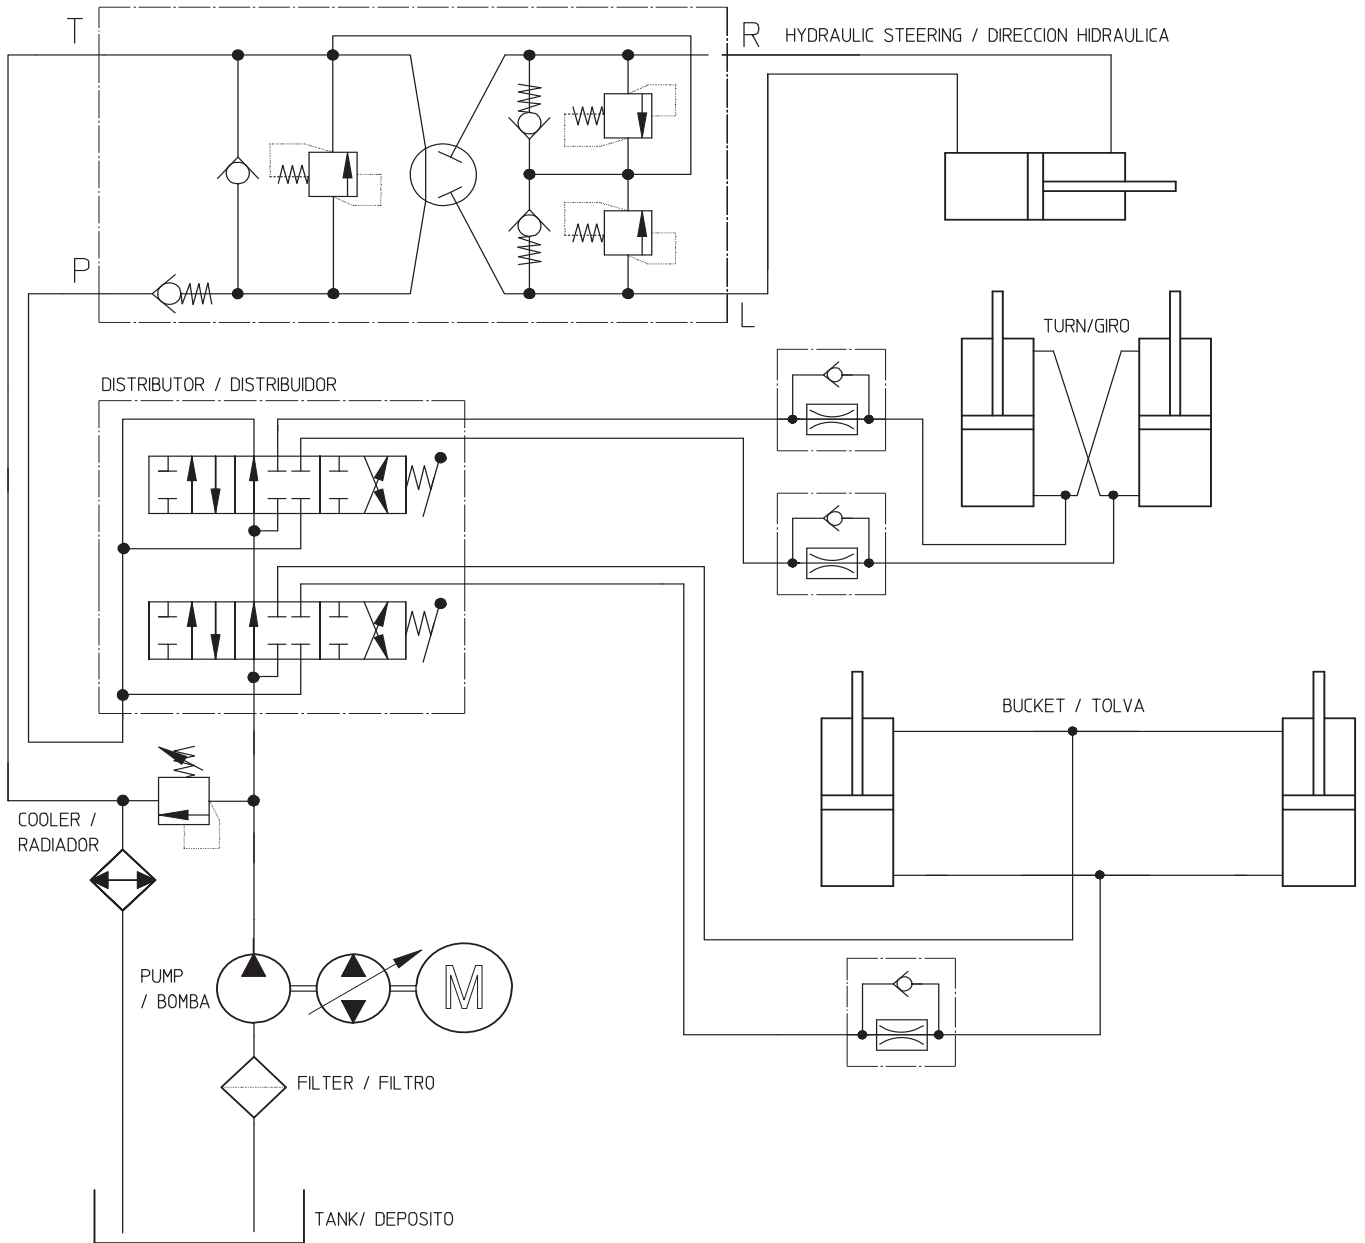 T
R
HYDRAULIC STEERING / DIRECCION HIDRAULICA
P
L
TURN/GIRO
DISTRIBUTOR / DISTRIBUIDOR
BUCKET / TOLVA
COOLER /
RADIADOR
PUMP
/ BOMBA
M
FILTER / FILTRO
TANK/ DEPOSITO